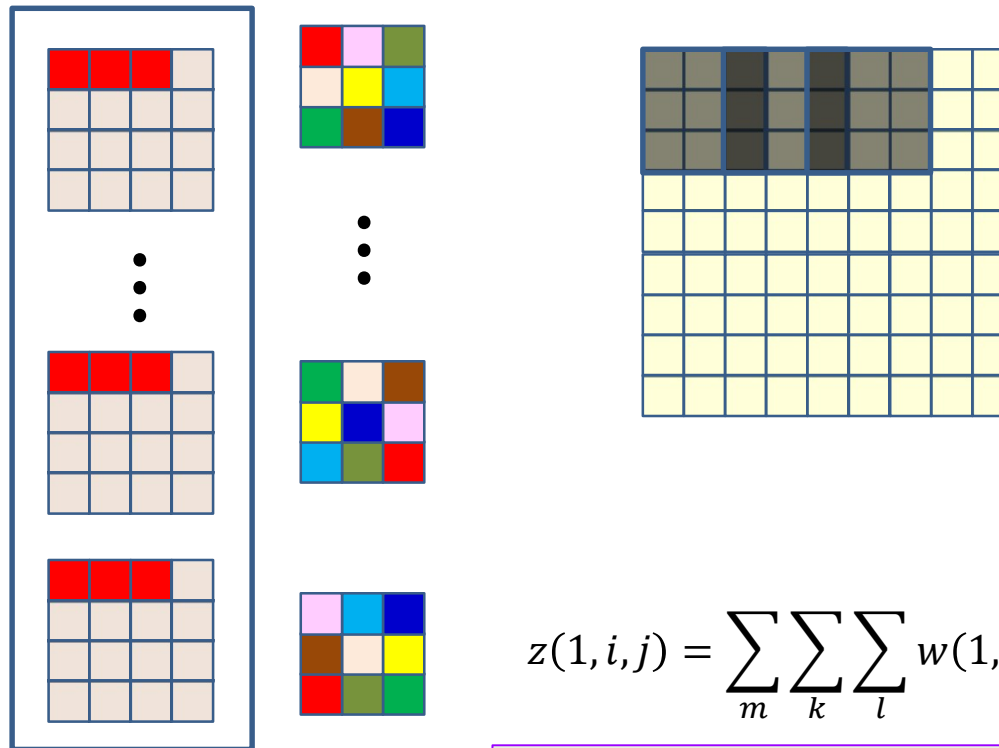 z(1, i, j) = ∑ ∑ ∑ w(1,
m k l